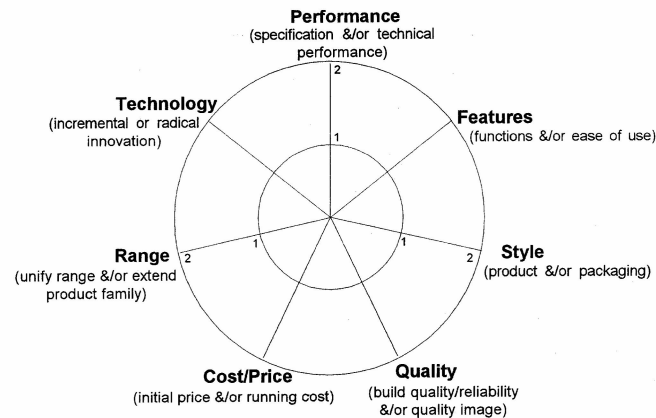 Performance
(specification &/or technical
performance)
2
Technology
(incremental or radical
innovation)
Features
(functions &/or ease of use)
1
Range
(unify range &/or extend
product family)
2
1
1
2
Style
(product &/or packaging)
Cost/Price
(initial price &/or running cost)
Quality
(build quality/reliability
&/or quality image)